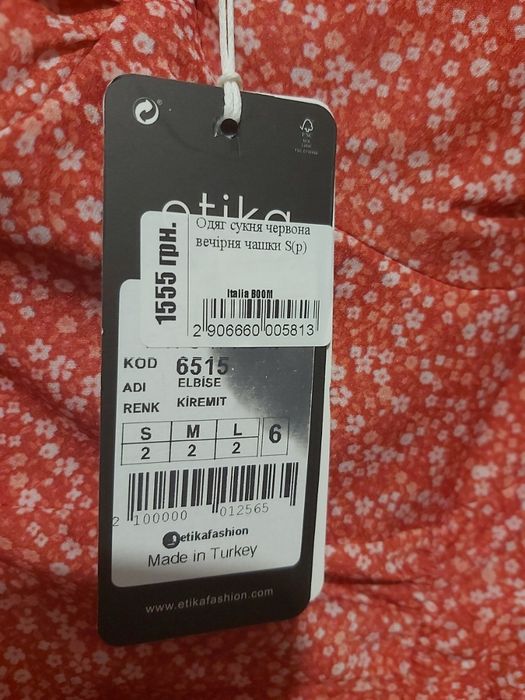 etika
1555 грн.
Одяг сукня червона
вечірня чашки S(р)
Italia BOOM
2 906660 005813
KOD 6515
ADI ELBİSE
RENK KİREMIT
S M L 6
2 2 2
2 100000 012565
etikafashion
Made in Turkey
www.etikafashion.com